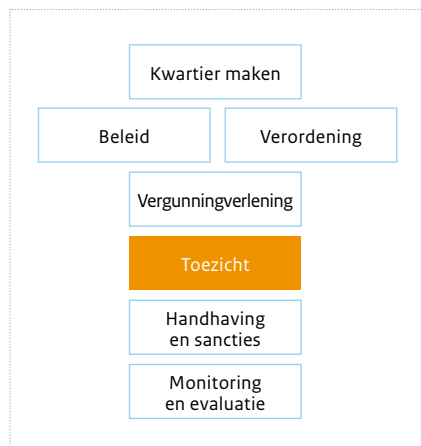 Kwartier maken
Beleid
Verordening
Vergunningverlening
Toezicht
Handhaving
en sancties
Monitoring
en evaluatie